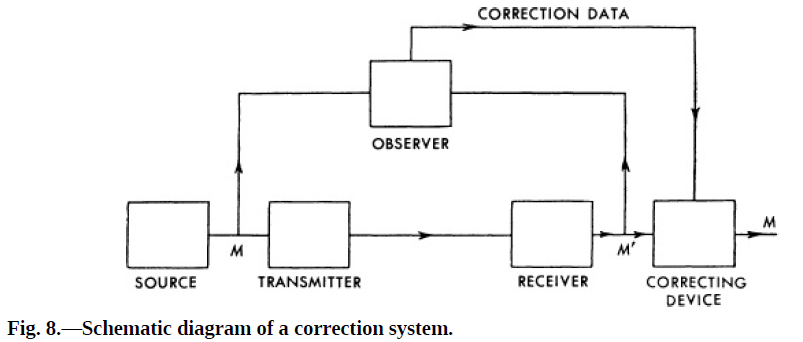 CORRECTION DATA
OBSERVER
M
M
M'
SOURCE
TRANSMITTER
RECEIVER
CORRECTING
DEVICE
Fig. 8.—Schematic diagram of a correction system.